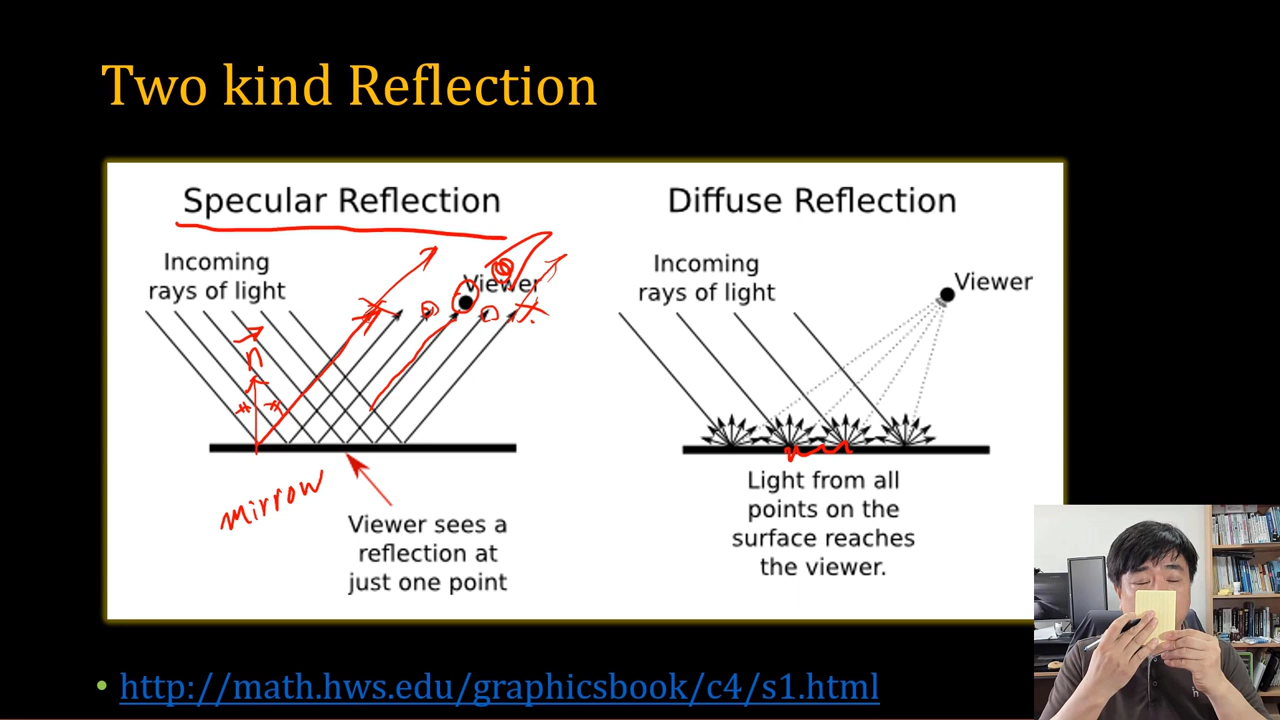 Two kind Reflection
Specular Reflection
Incoming
rays of light
Viewer
n
mirrow
Viewer sees a
reflection at
just one point
Diffuse Reflection
Incoming
rays of light
Viewer
Light from all
points on the
surface reaches
the viewer.
• http://math.hws.edu/graphicsbook/c4/s1.html